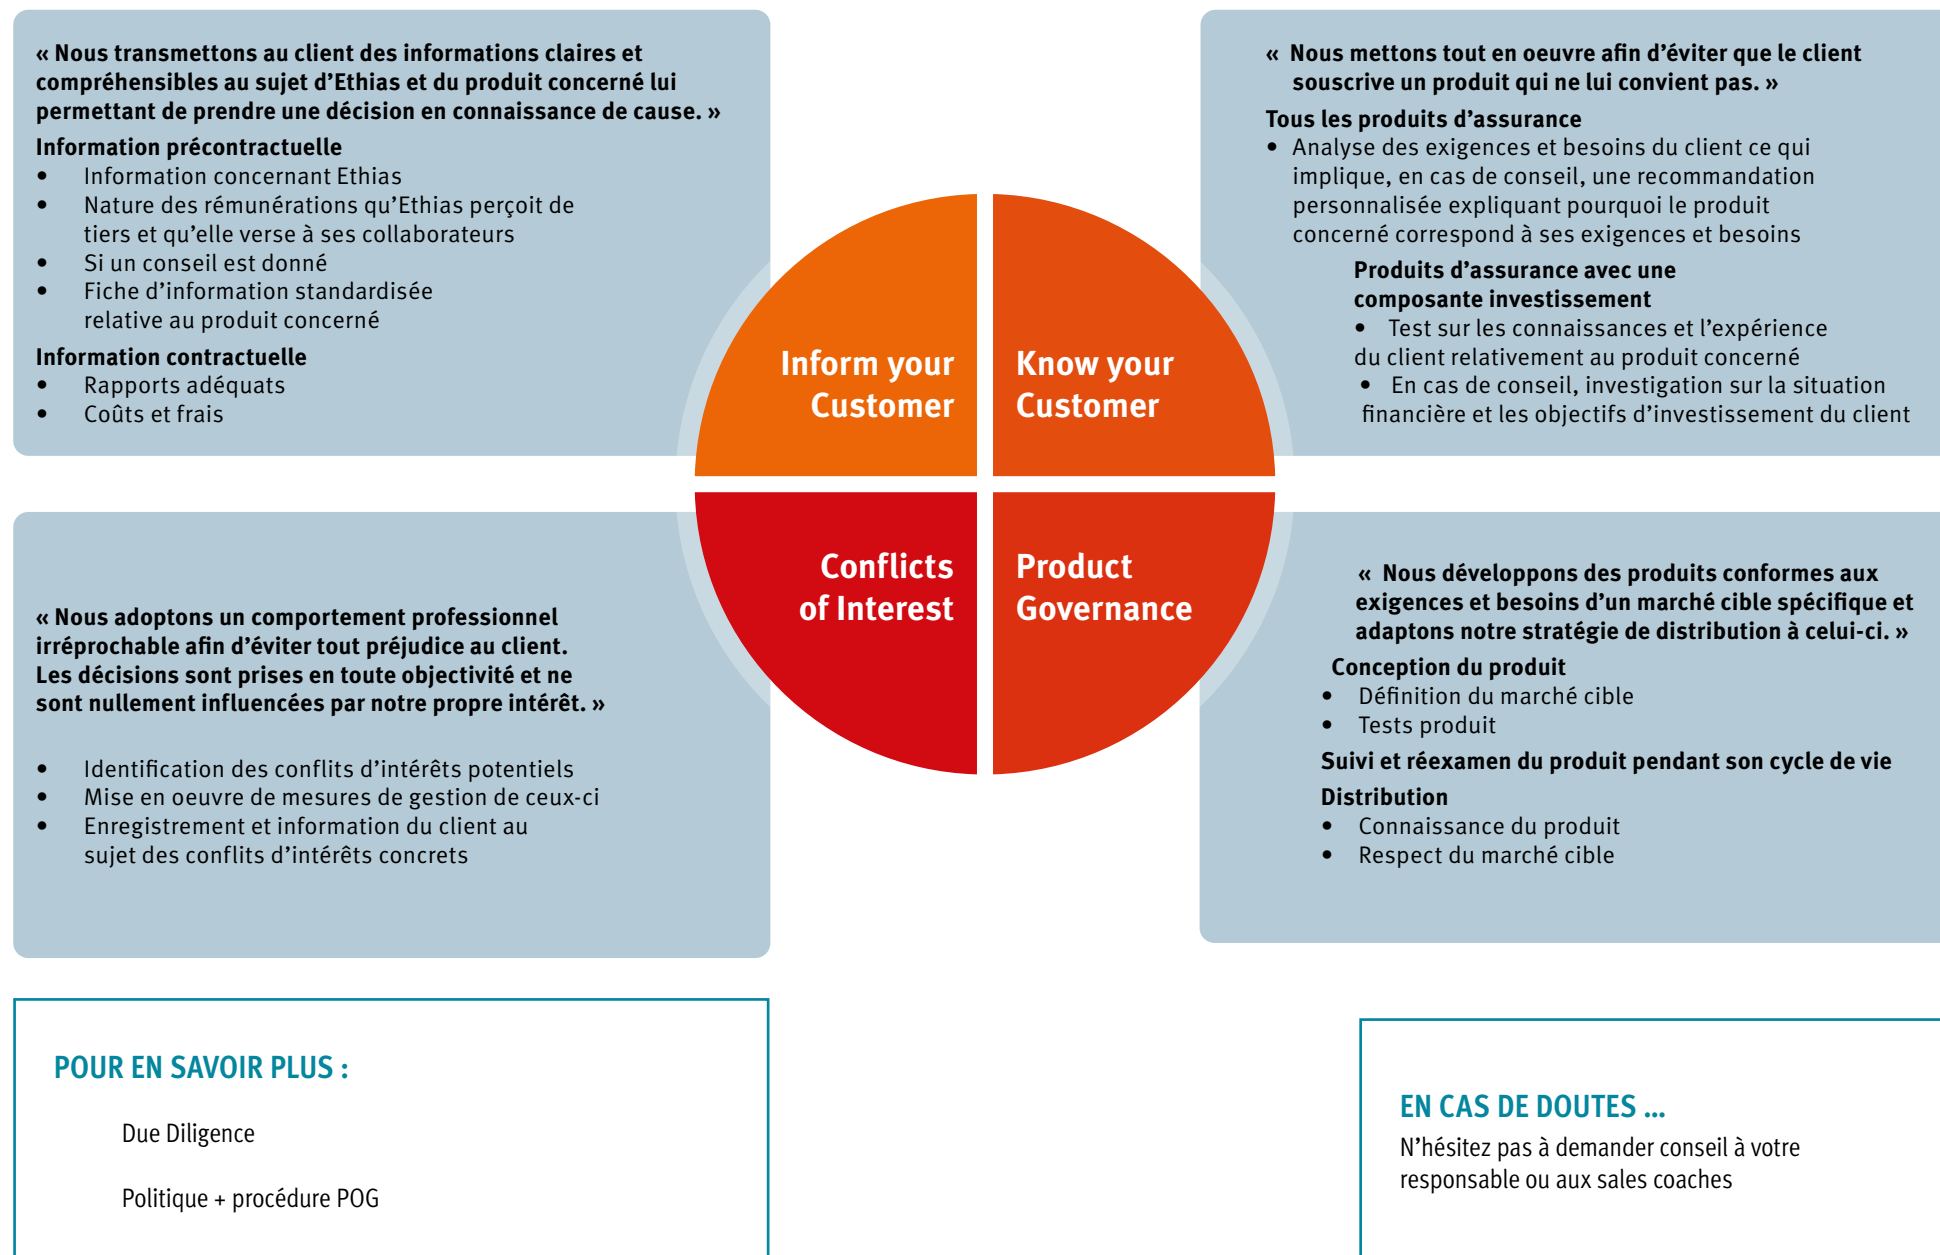 « Nous transmettons au client des informations claires et
compréhensibles au sujet d’Ethias et du produit concerné lui
permettant de prendre une décision en connaissance de cause. »
Information précontractuelle
• Information concernant Ethias
• Nature des rémunérations qu’Ethias perçoit de
tiers et qu’elle verse à ses collaborateurs
• Si un conseil est donné
• Fiche d’information standardisée
relative au produit concerné
Information contractuelle
• Rapports adéquats
• Coûts et frais
« Nous mettons tout en oeuvre afin d’éviter que le client
souscrive un produit qui ne lui convient pas. »
Tous les produits d’assurance
• Analyse des exigences et besoins du client ce qui
implique, en cas de conseil, une recommandation
personnalisée expliquant pourquoi le produit
concerné correspond à ses exigences et besoins
Produits d’assurance avec une
composante investissement
• Test sur les connaissances et l’expérience
du client relativement au produit concerné
• En cas de conseil, investigation sur la situation
financière et les objectifs d’investissement du client
Inform your
Customer
Know your
Customer
Conflicts
of Interest
Product
Governance
« Nous adoptons un comportement professionnel
irréprochable afin d’éviter tout préjudice au client.
Les décisions sont prises en toute objectivité et ne
sont nullement influencées par notre propre intérêt. »
• Identification des conflits d’intérêts potentiels
• Mise en oeuvre de mesures de gestion de ceux-ci
• Enregistrement et information du client au
sujet des conflits d’intérêts concrets
« Nous développons des produits conformes aux
exigences et besoins d’un marché cible spécifique et
adaptons notre stratégie de distribution à celui-ci. »
Conception du produit
• Définition du marché cible
• Tests produit
Suivi et réexamen du produit pendant son cycle de vie
Distribution
• Connaissance du produit
• Respect du marché cible
POUR EN SAVOIR PLUS :
Due Diligence
Politique + procédure POG
EN CAS DE DOUTES ...
N’hésitez pas à demander conseil à votre
responsable ou aux sales coaches